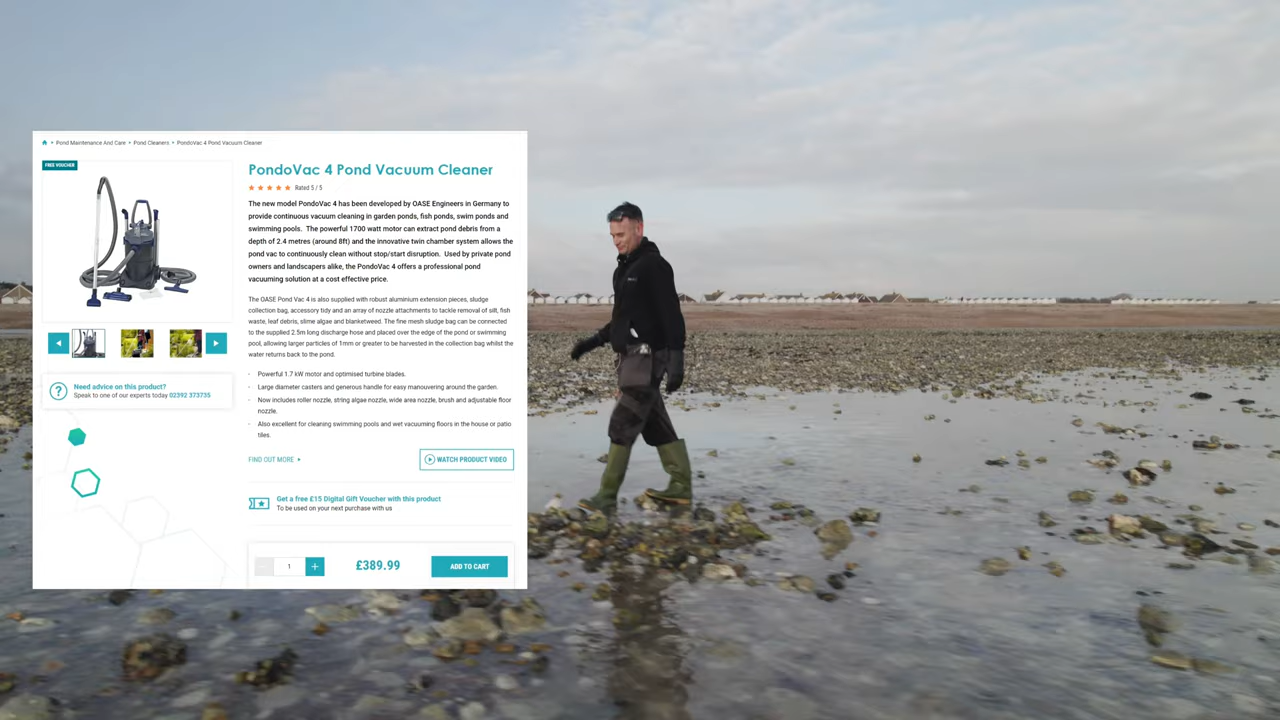 Pond Maintenance And Care • Pond Cleaners • PondoVac 4 Pond Vacuum Cleaner
FREE VOUCHER
PondoVac 4 Pond Vacuum Cleaner
Rated 5 / 5
The new model PondoVac 4 has been developed by OASE Engineers in Germany to
provide continuous vacuum cleaning in garden ponds, fish ponds, swim ponds and
swimming pools. The powerful 1700 watt motor can extract pond debris from a
depth of 2.4 metres (around 8ft) and the innovative twin chamber system allows the
pond vac to continuously clean without stop/start disruption. Used by private pond
owners and landscapers alike, the PondoVac 4 offers a professional pond
vacuuming solution at a cost effective price.
The OASE Pond Vac 4 is also supplied with robust aluminium extension pieces, sludge
collection bag, accessory tidy and an array of nozzle attachments to tackle removal of silt, fish
waste, leaf debris, slime algae and blanketweed. The fine mesh sludge bag can be connected
to the supplied 2.5m long discharge hose and placed over the edge of the pond or swimming
pool, allowing larger particles of 1mm or greater to be harvested in the collection bag whilst the
water returns back to the pond.
Need advice on this product?
Speak to one of our experts today 02392 373735
· Powerful 1.7 kW motor and optimised turbine blades.
· Large diameter casters and generous handle for easy manouvering around the garden.
· Now includes roller nozzle, string algae nozzle, wide area nozzle, brush and adjustable floor
nozzle.
· Also excellent for cleaning swimming pools and wet vacuuming floors in the house or patio
tiles.
FIND OUT MORE
WATCH PRODUCT VIDEO
Get a free £15 Digital Gift Voucher with this product
To be used on your next purchase with us
1
£389.99
ADD TO CART